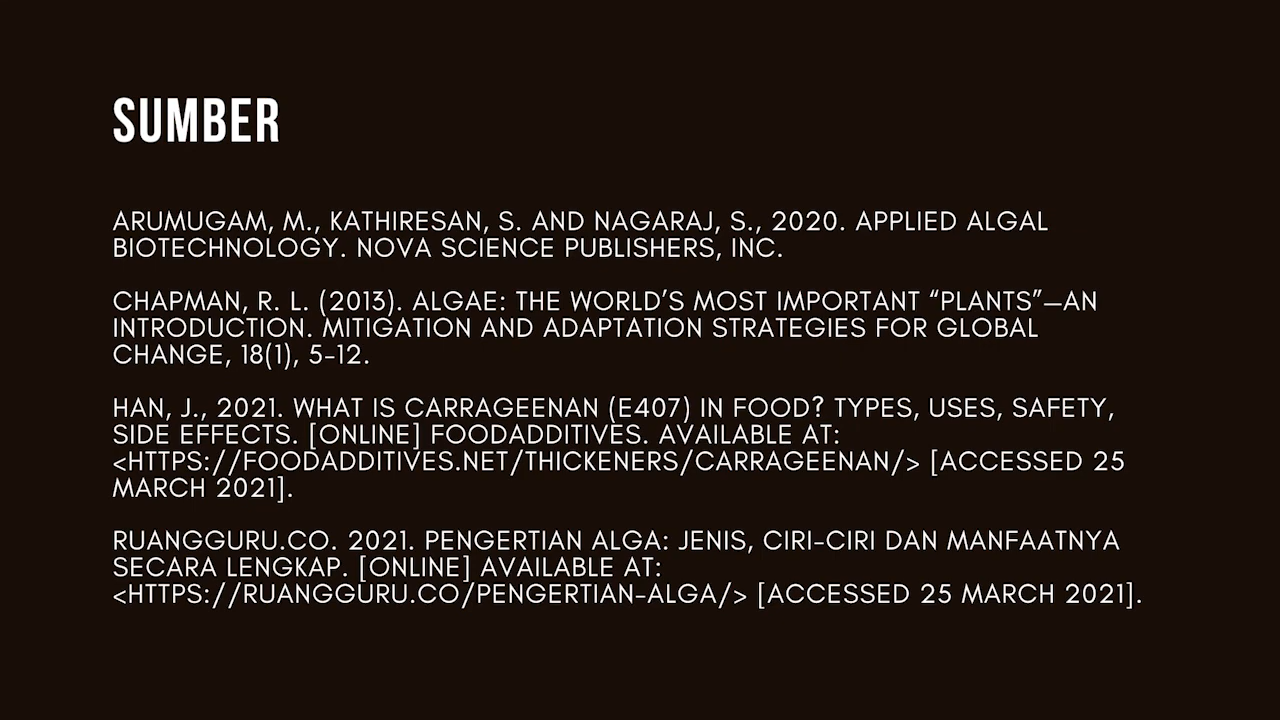 SUMBER
ARUMUGAM, M., KATHIRESAN, S. AND NAGARAJ, S., 2020. APPLIED ALGAL
BIOTECHNOLOGY. NOVA SCIENCE PUBLISHERS, INC.
CHAPMAN, R. L. (2013). ALGAE: THE WORLD’S MOST IMPORTANT “PLANTS”—AN
INTRODUCTION. MITIGATION AND ADAPTATION STRATEGIES FOR GLOBAL
CHANGE, 18(1), 5-12.
HAN, J., 2021. WHAT IS CARRAGEENAN (E407) IN FOOD? TYPES, USES, SAFETY,
SIDE EFFECTS. [ONLINE] FOODADDITIVES. AVAILABLE AT:
<HTTPS://FOODADDITIVES.NET/THICKENERS/CARRAGEENAN/> [ACCESSED 25
MARCH 2021].
RUANGGURU.CO. 2021. PENGERTIAN ALGA: JENIS, CIRI-CIRI DAN MANFAATNYA
SECARA LENGKAP. [ONLINE] AVAILABLE AT:
<HTTPS://RUANGGURU.CO/PENGERTIAN-ALGA/> [ACCESSED 25 MARCH 2021].